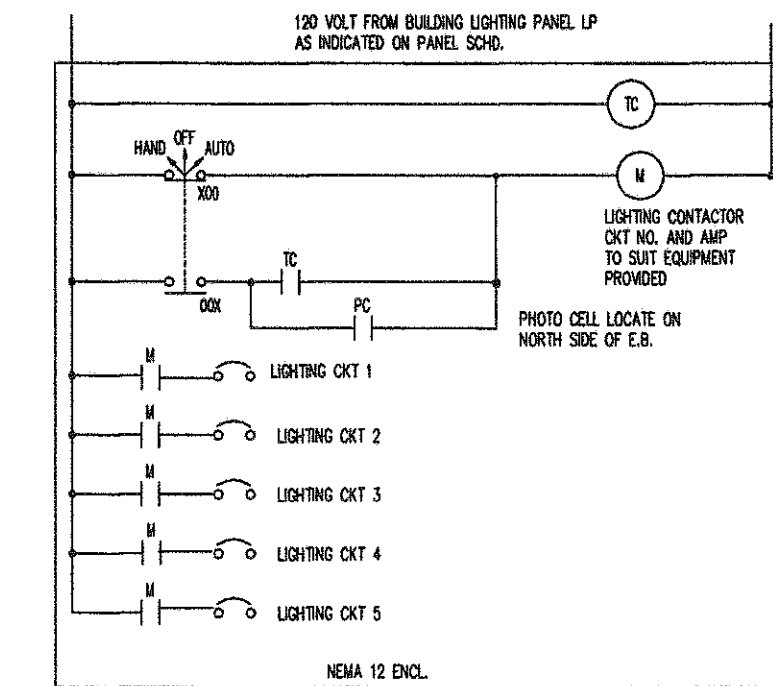 120 VOLT FROM BUILDING LIGHTING PANEL LP
AS INDICATED ON PANEL SCHD.
TC
HAND OFF AUTO
X00
M
LIGHTING CONTACTOR
CKT NO. AND AMP
TO SUIT EQUIPMENT
PROVIDED
TC
00X
PC
PHOTO CELL LOCATE ON
NORTH SIDE OF E.B.
M LIGHTING CKT 1
M LIGHTING CKT 2
M LIGHTING CKT 3
M LIGHTING CKT 4
M LIGHTING CKT 5
NEMA 12 ENCL.